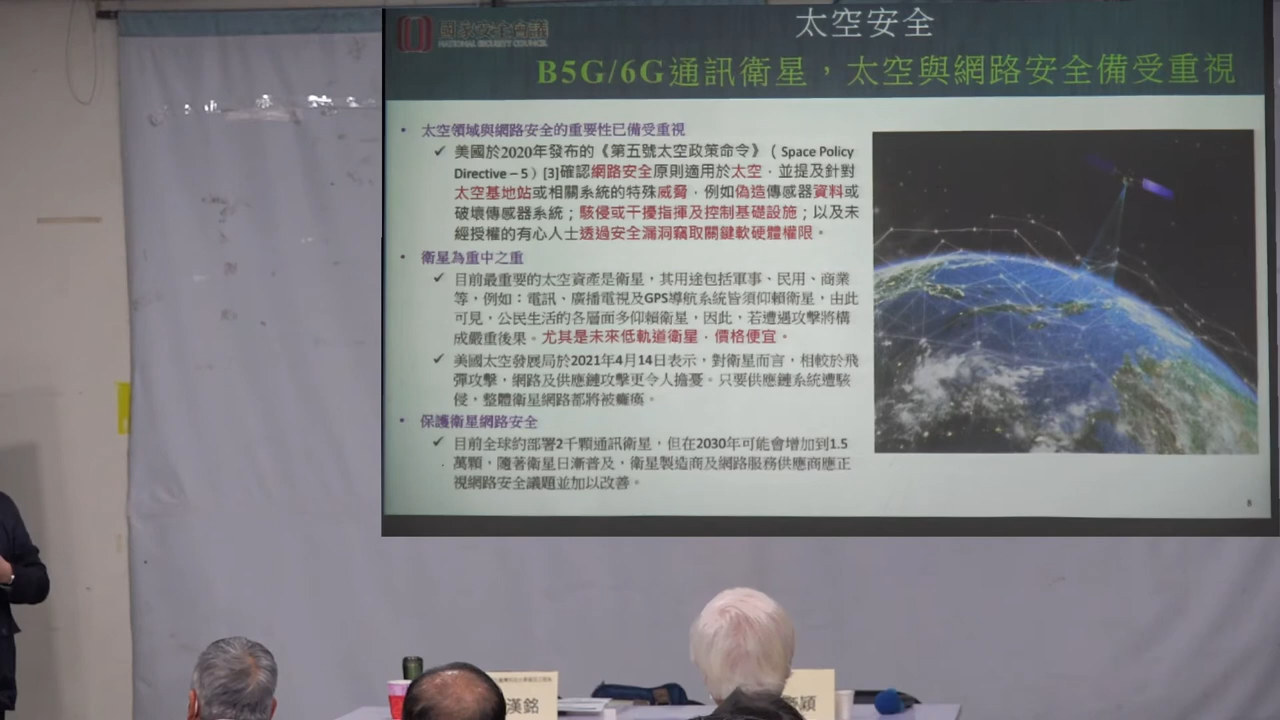 國家安全會議
NATIONAL SECURITY COUNCIL
太空安全
B5G/6G通訊衛星，太空與網路安全備受重視
• 太空領域與網路安全的重要性已備受重視
✓ 美國於2020年發布的《第五號太空政策命令》（Space Policy
Directive – 5）[3]確認網路安全原則適用於太空，並提及針對
太空基地站或相關系統的特殊威脅，例如偽造傳感器資料或
破壞傳感器系統；駭侵或干擾指揮及控制基礎設施；以及未
經授權的有心人士透過安全漏洞竊取關鍵軟硬體權限。
• 衛星為重中之重
✓ 目前最重要的太空資產是衛星，其用途包括軍事、民用、商業
等，例如：電訊、廣播電視及GPS導航系統皆須仰賴衛星，由此
可見，公民生活的各層面多仰賴衛星，因此，若遭遇攻擊將構
成嚴重後果。尤其是未來低軌道衛星，價格便宜。
✓ 美國太空發展局於2021年4月14日表示，對衛星而言，相較於飛
彈攻擊，網路及供應鏈攻擊更令人擔憂。只要供應鏈系統遭駭
侵，整體衛星網路都將被癱瘓。
• 保護衛星網路安全
✓ 目前全球約部署2千顆通訊衛星，但在2030年可能會增加到1.5
萬顆，隨著衛星日漸普及，衛星製造商及網路服務供應商應正
視網路安全議題並加以改善。
8
漢銘
穎